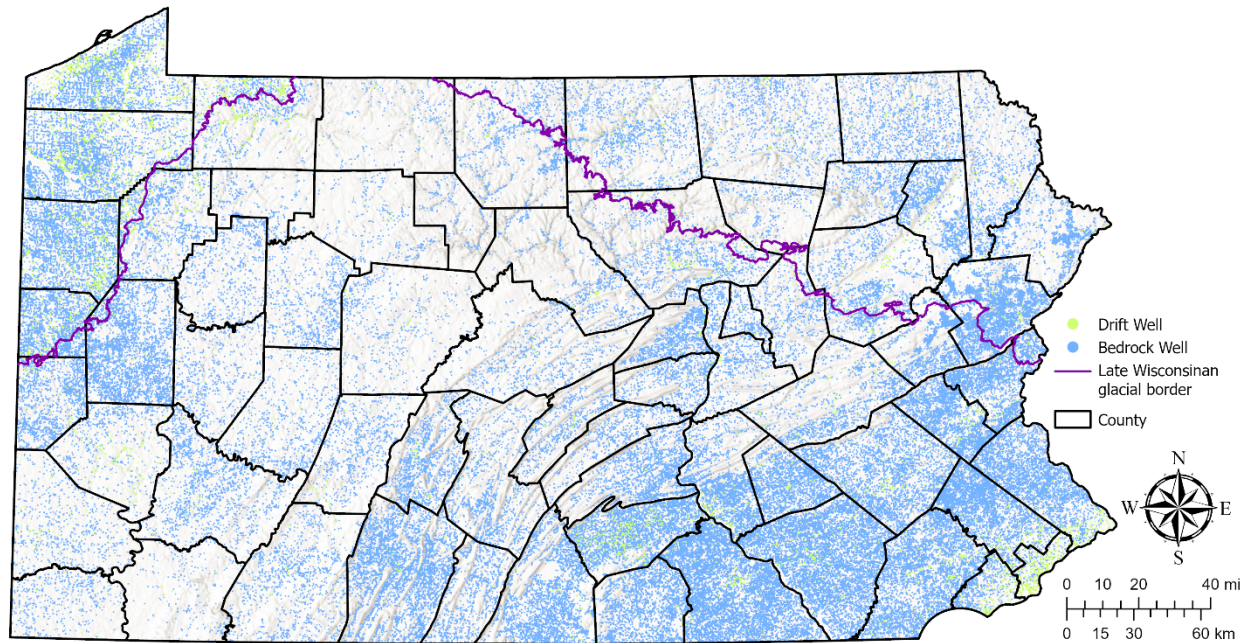 Drift Well
Bedrock Well
Late Wisconsinan
glacial border
County
N
W E
S
0 10 20 40 mi
0 15 30 60 km